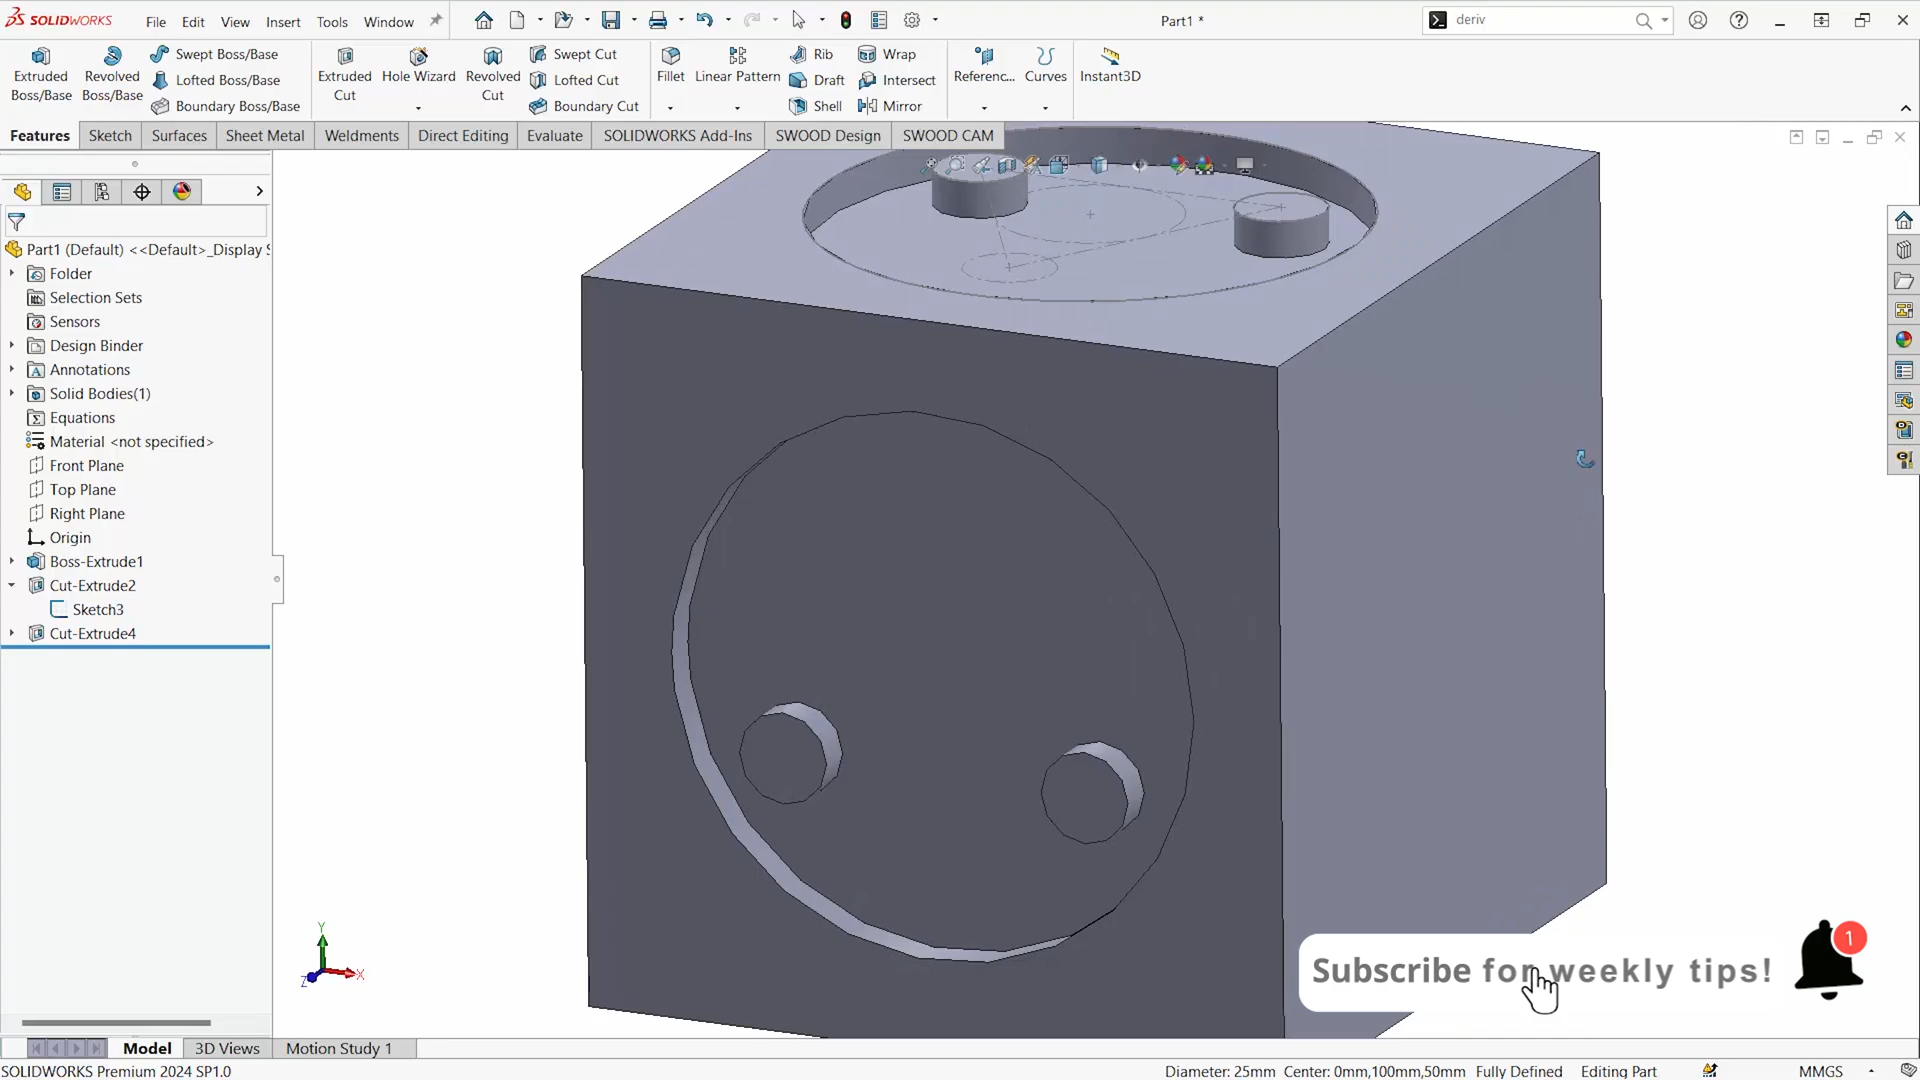 SOLIDWORKS File Edit View Insert Tools Window Part1 * deriv
Extruded Boss/Base
Revolved Boss/Base
Swept Boss/Base
Lofted Boss/Base
Boundary Boss/Base
Extruded Cut
Hole Wizard
Revolved Cut
Swept Cut
Lofted Cut
Boundary Cut
Fillet
Linear Pattern
Rib
Draft
Shell
Wrap
Intersect
Mirror
Referenc...
Curves
Instant3D
Features Sketch Surfaces Sheet Metal Weldments Direct Editing Evaluate SOLIDWORKS Add-Ins SWOOD Design SWOOD CAM
Part1 (Default) <<Default>_Display S
Folder
Selection Sets
Sensors
Design Binder
Annotations
Solid Bodies(1)
Equations
Material <not specified>
Front Plane
Top Plane
Right Plane
Origin
Boss-Extrude1
Cut-Extrude2
Sketch3
Cut-Extrude4
Y
X
Z
Subscribe for weekly tips!
1
Model 3D Views Motion Study 1
SOLIDWORKS Premium 2024 SP1.0 Diameter: 25mm Center: 0mm,100mm,50mm Fully Defined Editing Part MMGS